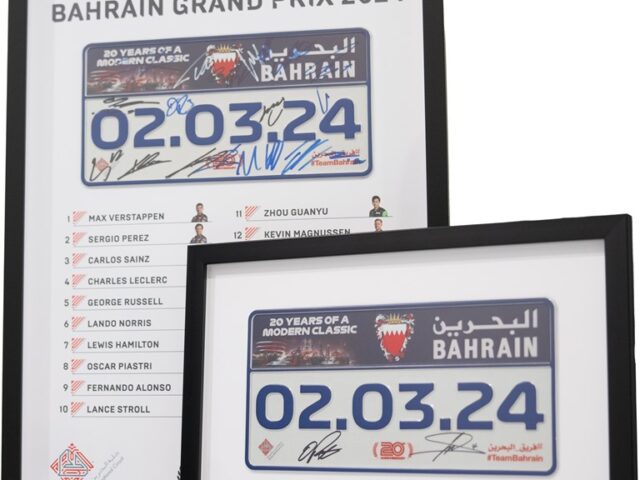 BAHRAIN GRAND PRIX 2024
20 YEARS OF A
MODERN CLASSIC
البحرين
BAHRAIN
02.03.24
#فريق_البحرين
#TeamBahrain
20
1 MAX VERSTAPPEN
2 SERGIO PEREZ
3 CARLOS SAINZ
4 CHARLES LECLERC
5 GEORGE RUSSELL
6 LANDO NORRIS
7 LEWIS HAMILTON
8 OSCAR PIASTRI
9 FERNANDO ALONSO
10 LANCE STROLL
11 ZHOU GUANYU
12 KEVIN MAGNUSSEN
20 YEARS OF A
MODERN CLASSIC
البحرين
BAHRAIN
02.03.24
20
#فريق_البحرين
#TeamBahrain